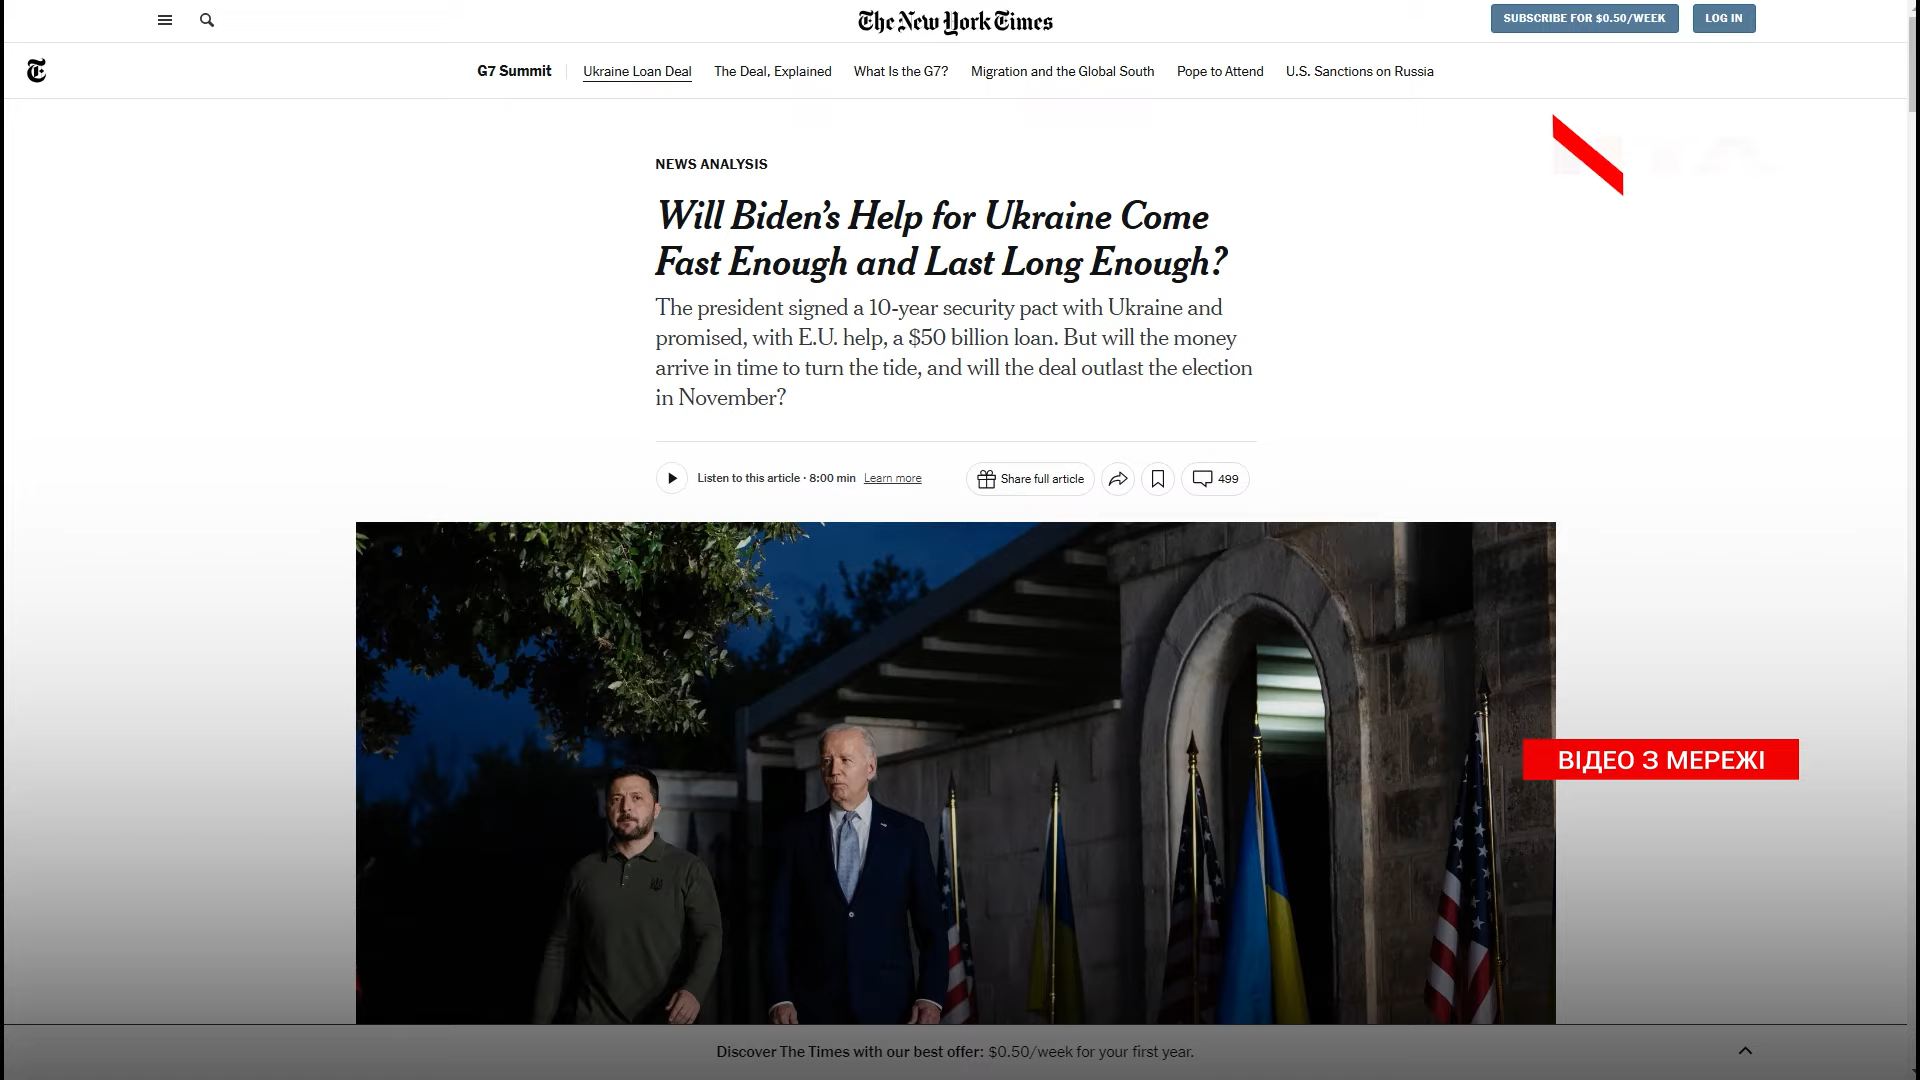 The New York Times
SUBSCRIBE FOR $0.50/WEEK
LOG IN
G7 Summit
Ukraine Loan Deal
The Deal, Explained
What Is the G7?
Migration and the Global South
Pope to Attend
U.S. Sanctions on Russia
NEWS ANALYSIS
Will Biden’s Help for Ukraine Come
Fast Enough and Last Long Enough?
The president signed a 10-year security pact with Ukraine and
promised, with E.U. help, a $50 billion loan. But will the money
arrive in time to turn the tide, and will the deal outlast the election
in November?
Listen to this article · 8:00 min Learn more
Share full article
499
ВІДЕО З МЕРЕЖІ
Discover The Times with our best offer: $0.50/week for your first year.